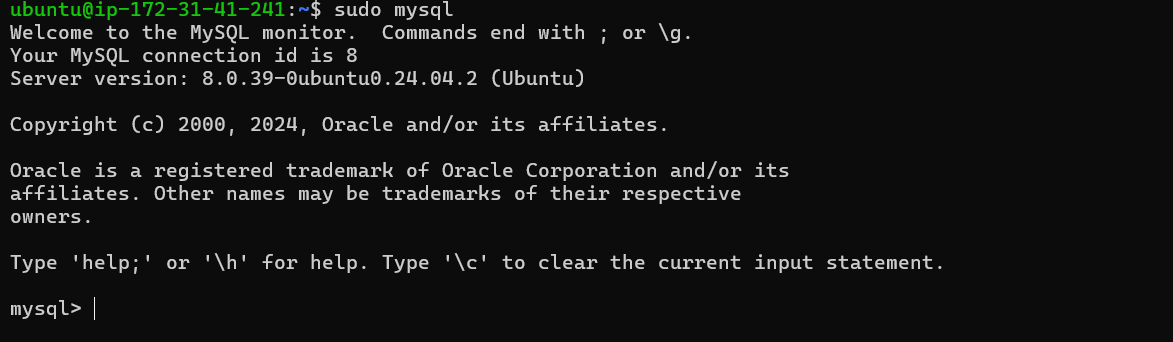 ubuntu@ip-172-31-41-241:~$ sudo mysql
Welcome to the MySQL monitor.  Commands end with ; or \g.
Your MySQL connection id is 8
Server version: 8.0.39-0ubuntu0.24.04.2 (Ubuntu)
Copyright (c) 2000, 2024, Oracle and/or its affiliates.
Oracle is a registered trademark of Oracle Corporation and/or its
affiliates. Other names may be trademarks of their respective
owners.
Type 'help;' or '\h' for help. Type '\c' to clear the current input statement.
mysql>